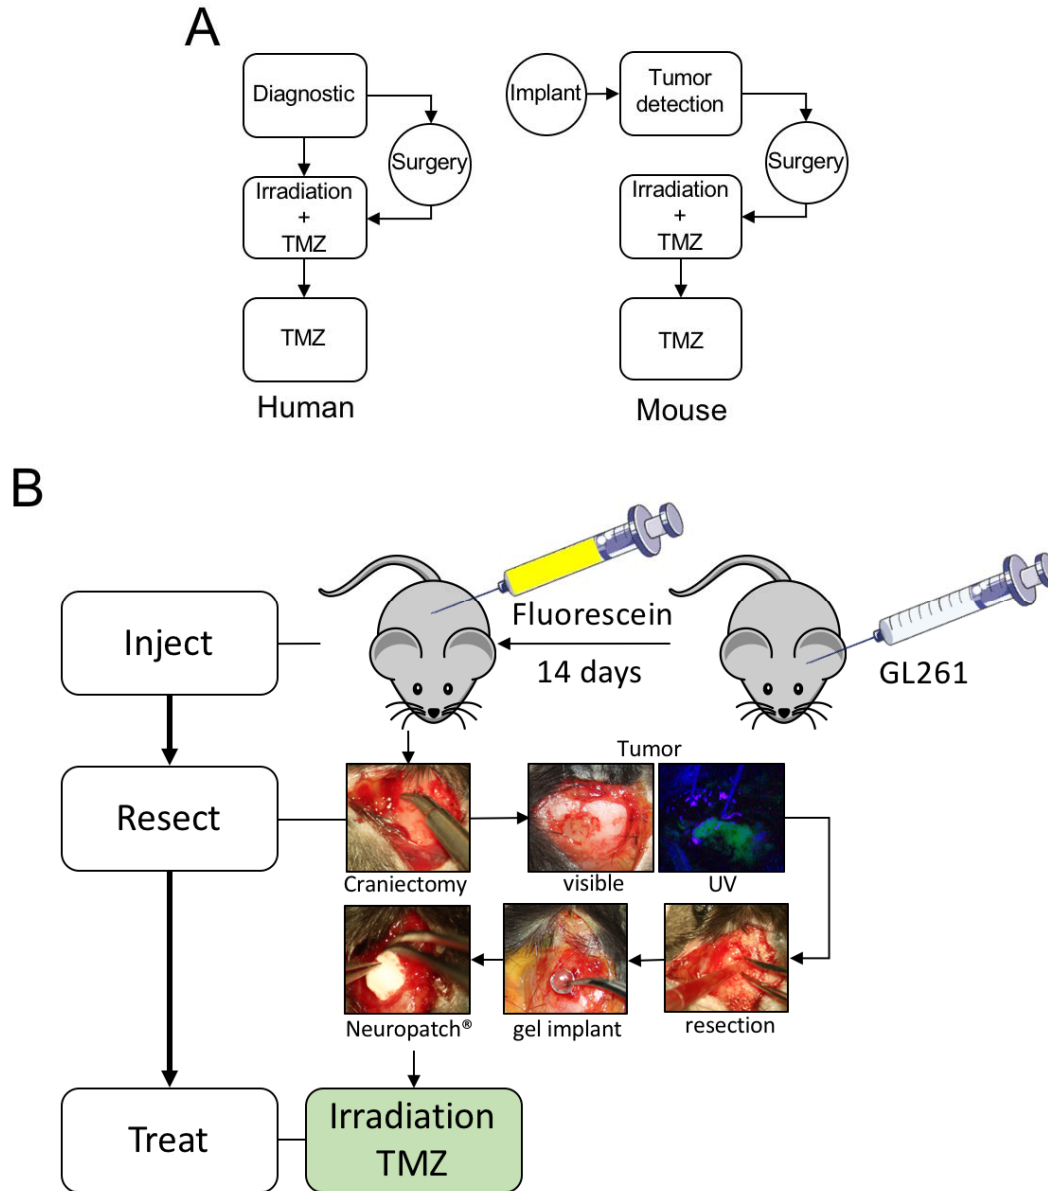 A
Diagnostic
Surgery
Irradiation
+
TMZ
TMZ
Human
Implant
Tumor
detection
Surgery
Irradiation
+
TMZ
TMZ
Mouse
B
Inject
Fluorescein
14 days
GL261
Resect
Tumor
Craniectomy
visible
UV
Neuropatch®
gel implant
resection
Treat
Irradiation
TMZ